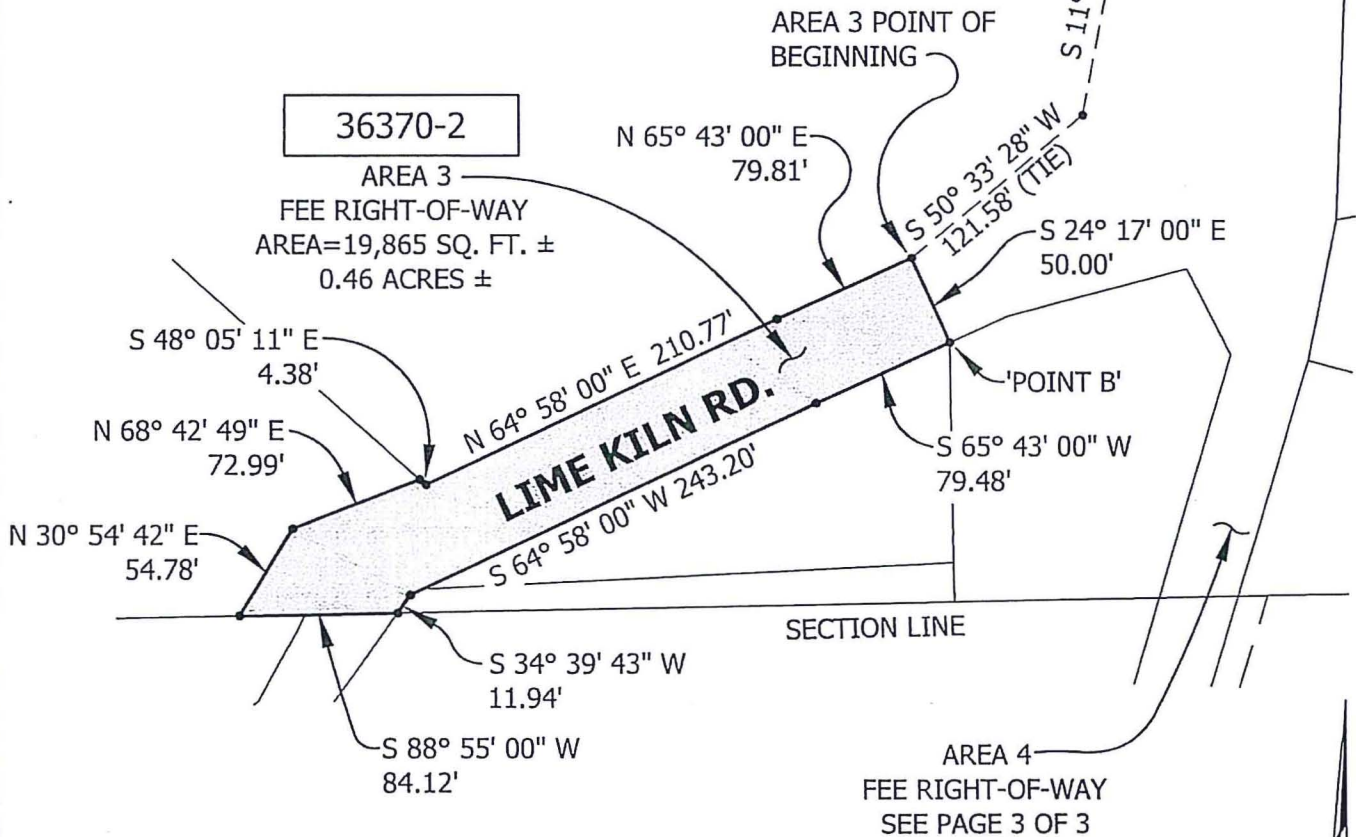 AREA 3 POINT OF
BEGINNING
S 11°
36370-2
AREA 3
FEE RIGHT-OF-WAY
AREA=19,865 SQ. FT. ±
0.46 ACRES ±
N 65° 43' 00" E
79.81'
S 50° 33' 28" W
121.58' (TIE)
S 24° 17' 00" E
50.00'
S 48° 05' 11" E
4.38'
N 64° 58' 00" E 210.77'
'POINT B'
N 68° 42' 49" E
72.99'
LIME KILN RD.
S 65° 43' 00" W
79.48'
N 30° 54' 42" E
54.78'
S 64° 58' 00" W 243.20'
SECTION LINE
S 34° 39' 43" W
11.94'
S 88° 55' 00" W
84.12'
AREA 4
FEE RIGHT-OF-WAY
SEE PAGE 3 OF 3